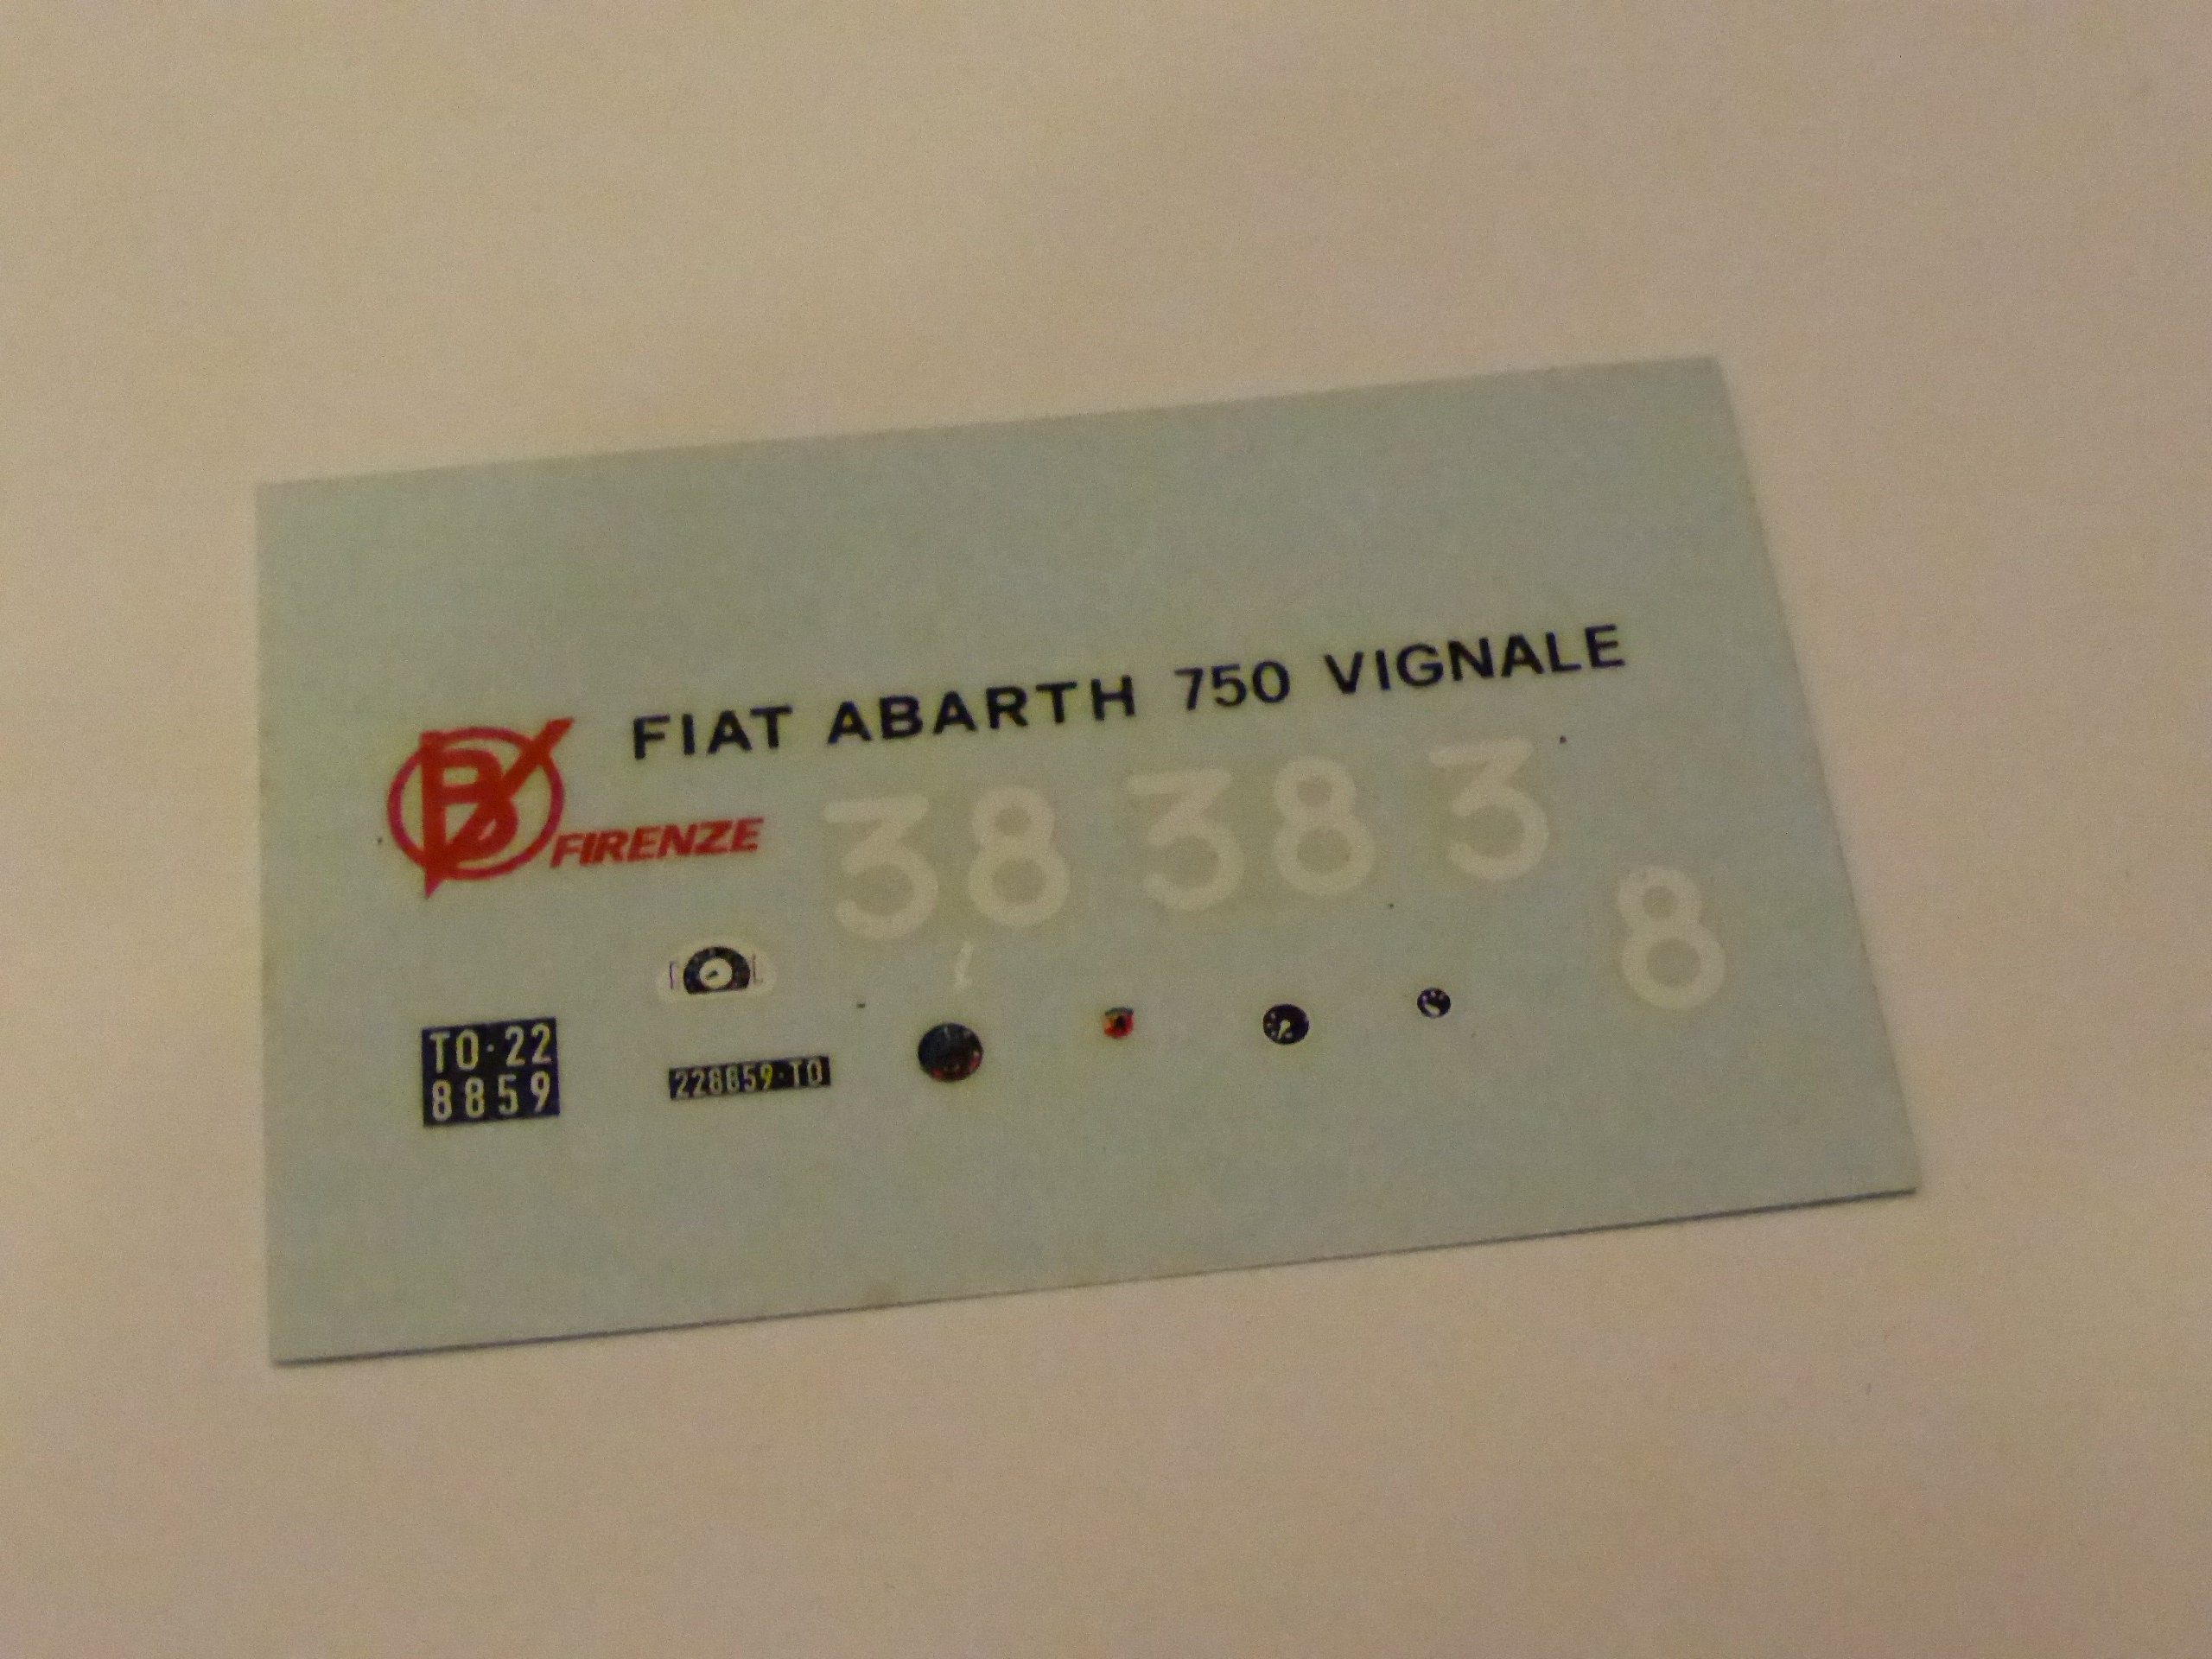 FIAT ABARTH 750 VIGNALE
FIRENZE
38 38 3
8
TO·22
8859
228859·TO